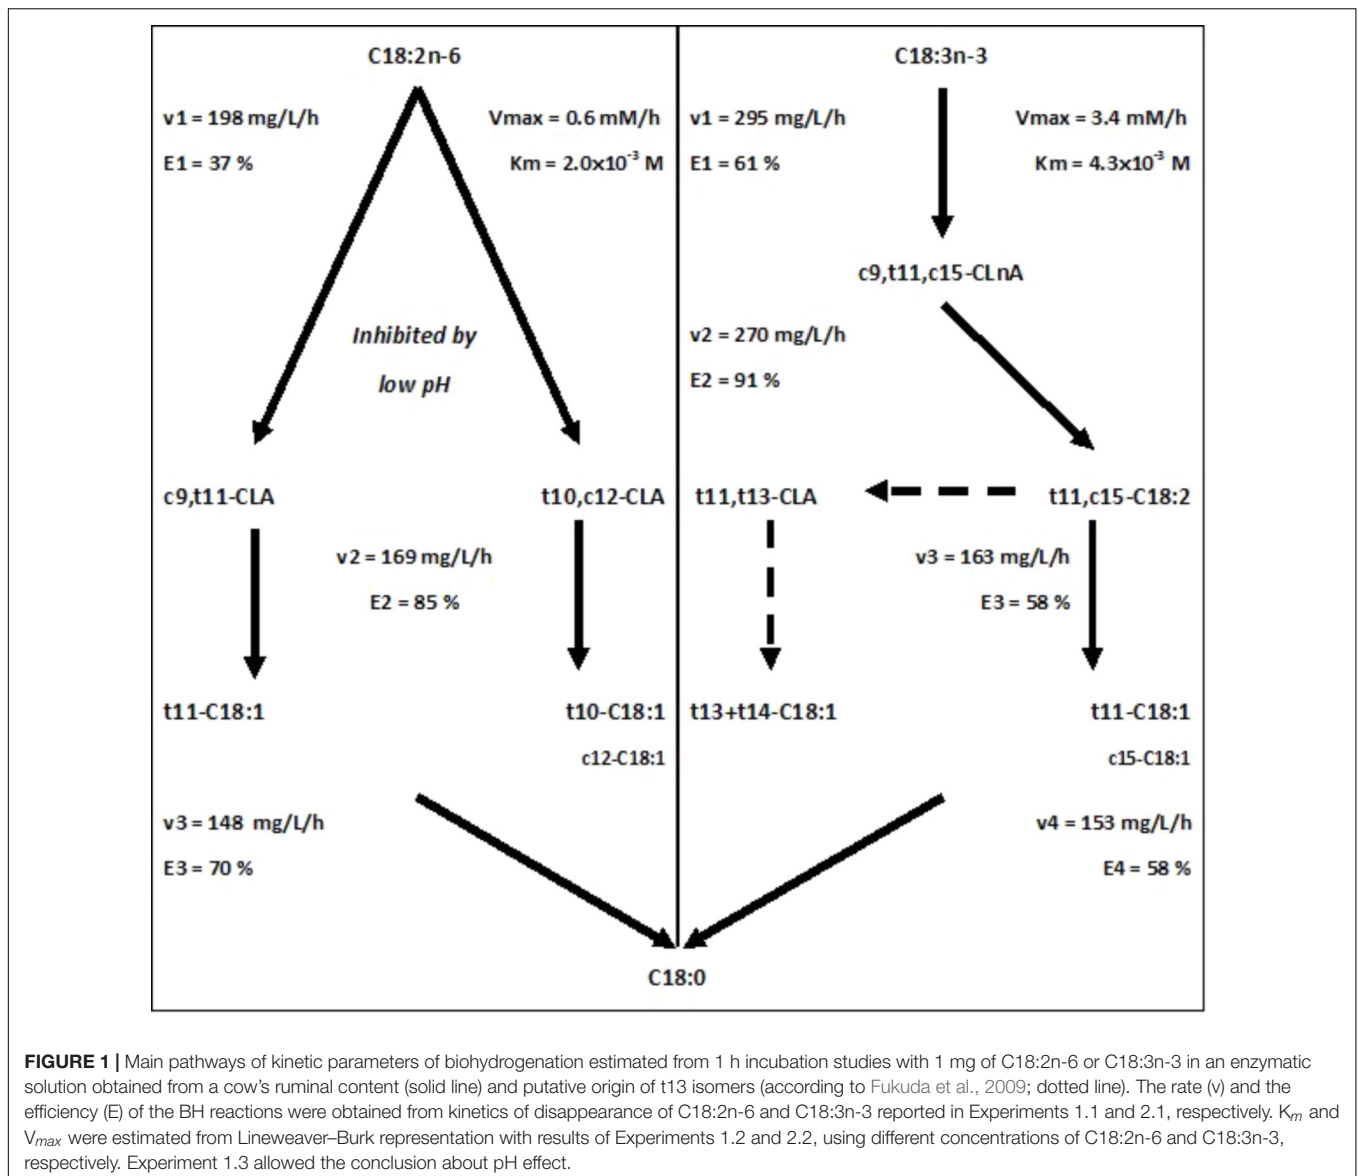 C18:2n-6
C18:3n-3
v1 = 198 mg/L/h
Vmax = 0.6 mM/h
v1 = 295 mg/L/h
Vmax = 3.4 mM/h
E1 = 37 %
Km = 2.0x10⁻³ M
E1 = 61 %
Km = 4.3x10⁻³ M
c9,t11,c15-CLnA
Inhibited by
low pH
v2 = 270 mg/L/h
E2 = 91 %
c9,t11-CLA
t10,c12-CLA
t11,t13-CLA
t11,c15-C18:2
v2 = 169 mg/L/h
E2 = 85 %
v3 = 163 mg/L/h
E3 = 58 %
t11-C18:1
t10-C18:1
c12-C18:1
t13+t14-C18:1
t11-C18:1
c15-C18:1
v3 = 148 mg/L/h
E3 = 70 %
v4 = 153 mg/L/h
E4 = 58 %
C18:0
FIGURE 1 | Main pathways of kinetic parameters of biohydrogenation estimated from 1 h incubation studies with 1 mg of C18:2n-6 or C18:3n-3 in an enzymatic
solution obtained from a cow's ruminal content (solid line) and putative origin of t13 isomers (according to Fukuda et al., 2009; dotted line). The rate (v) and the
efficiency (E) of the BH reactions were obtained from kinetics of disappearance of C18:2n-6 and C18:3n-3 reported in Experiments 1.1 and 2.1, respectively. Km and
Vmax were estimated from Lineweaver–Burk representation with results of Experiments 1.2 and 2.2, using different concentrations of C18:2n-6 and C18:3n-3,
respectively. Experiment 1.3 allowed the conclusion about pH effect.